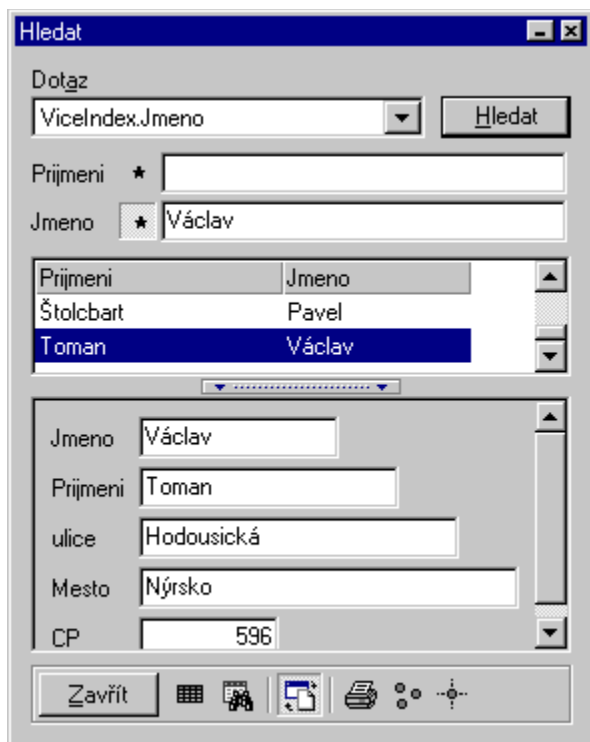 Hledat
Dotaz
ViceIndex.Jmeno Hledat
Prijmeni *
Jmeno * Václav
Prijmeni Jmeno
Štolcbart Pavel
Toman Václav
Jmeno Václav
Prijmeni Toman
ulice Hodousická
Mesto Nýrsko
CP 596
Zavřít